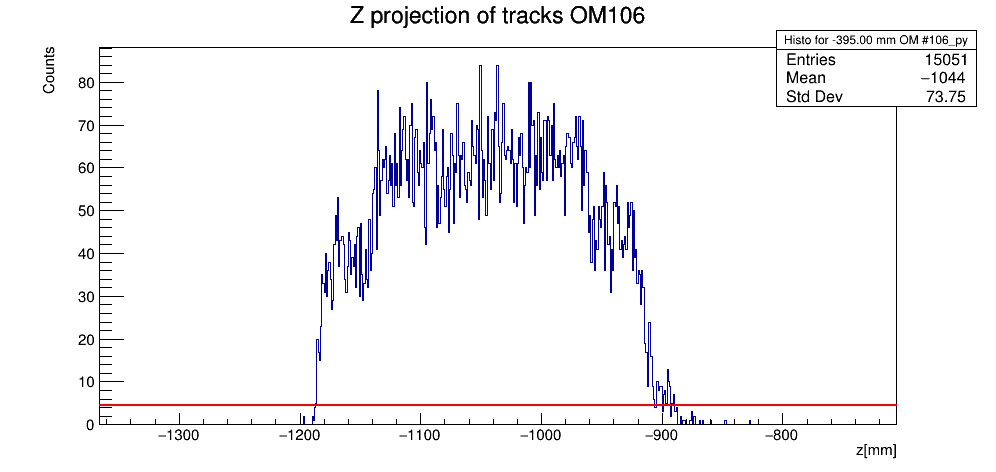 Z projection of tracks OM106
Histo for -395.00 mm OM #106_py
Entries 15051
Mean −1044
Std Dev 73.75
Counts
80
70
60
50
40
30
20
10
0
−1300 −1200 −1100 −1000 −900 −800
z[mm]